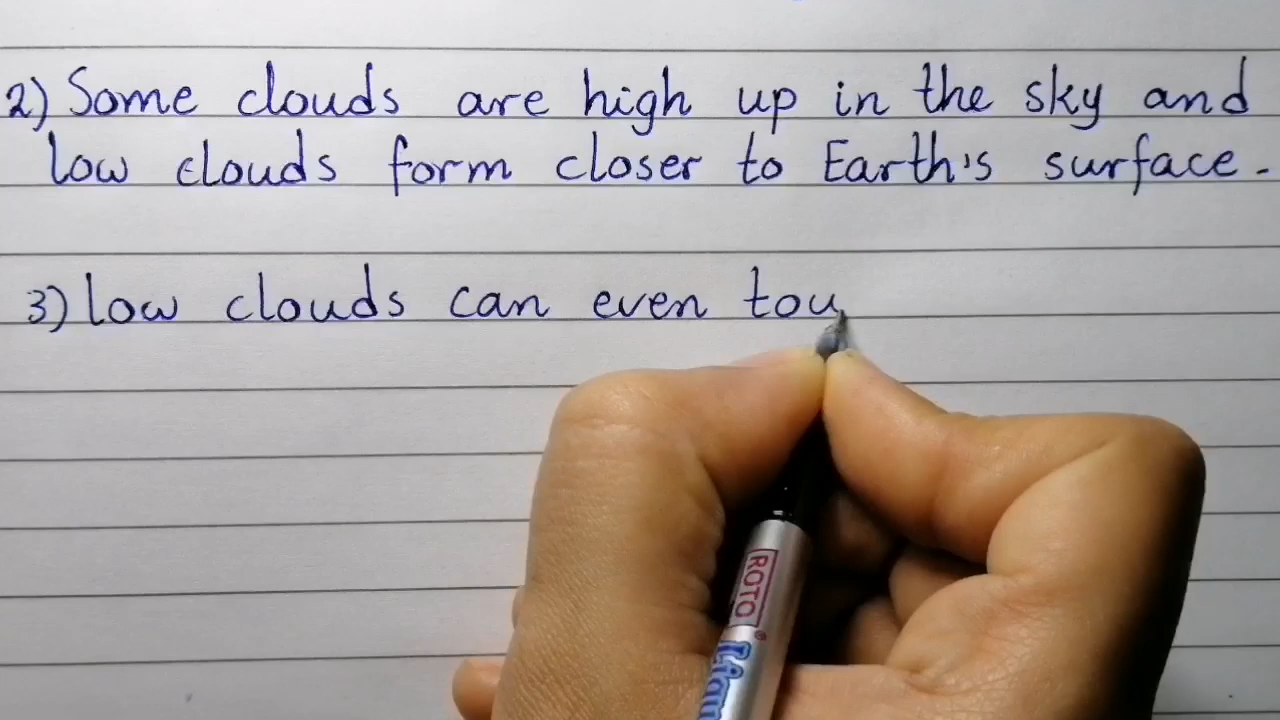 2) Some clouds are high up in the sky and
low clouds form closer to Earth's surface.
3) low clouds can even tou
ROTO